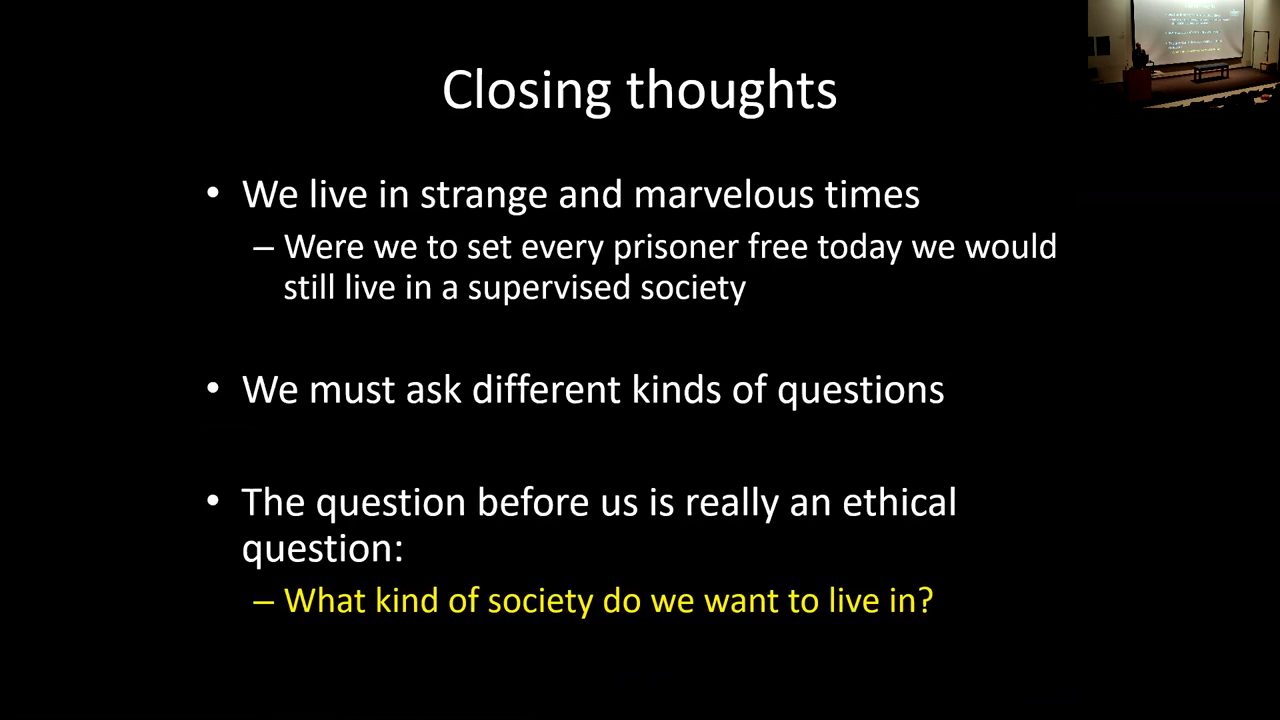 Closing thoughts
• We live in strange and marvelous times
– Were we to set every prisoner free today we would
still live in a supervised society
• We must ask different kinds of questions
• The question before us is really an ethical
question:
– What kind of society do we want to live in?